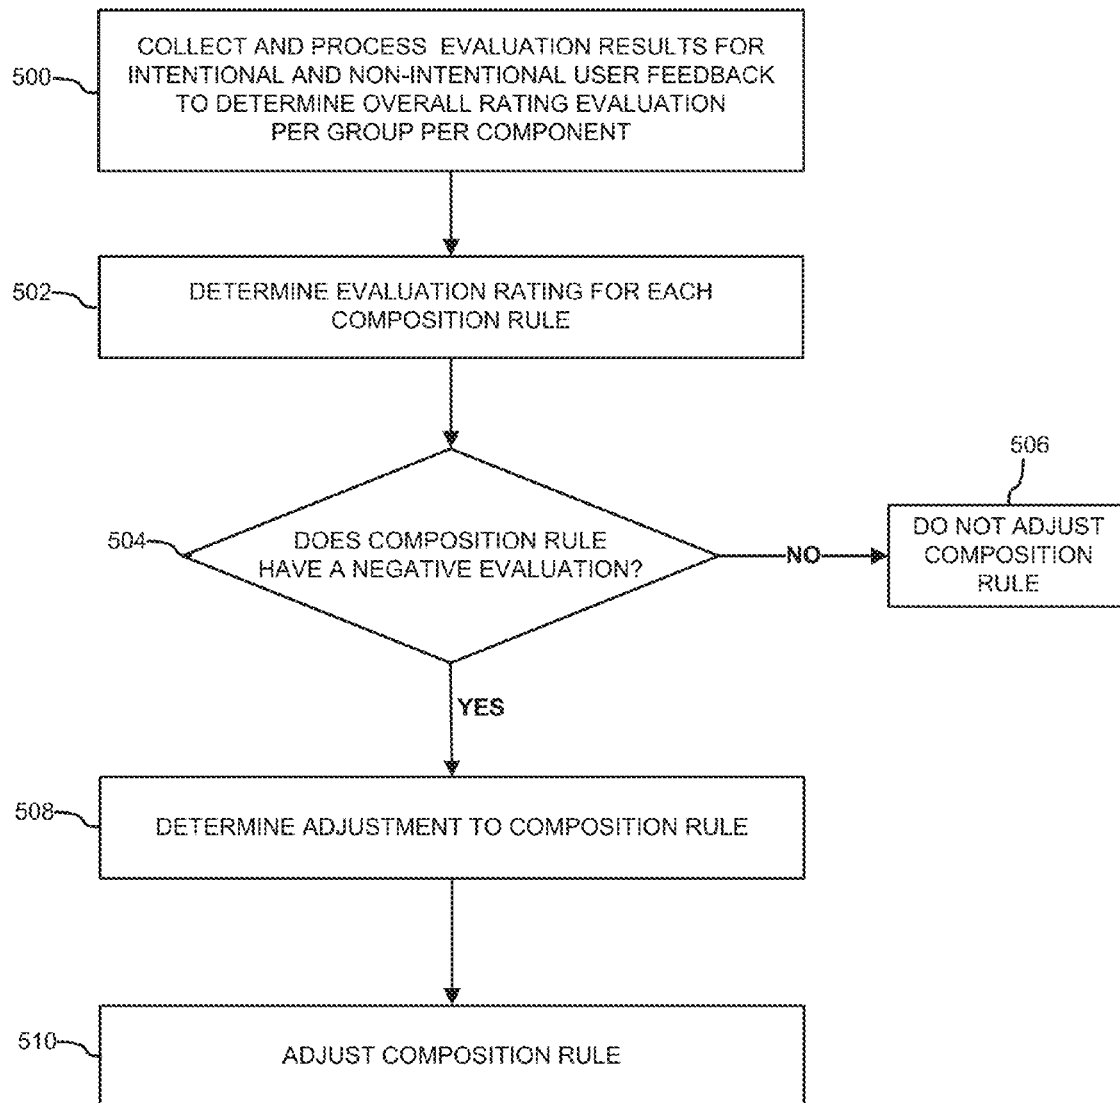 500
COLLECT AND PROCESS EVALUATION RESULTS FOR
INTENTIONAL AND NON-INTENTIONAL USER FEEDBACK
TO DETERMINE OVERALL RATING EVALUATION
PER GROUP PER COMPONENT
502
DETERMINE EVALUATION RATING FOR EACH
COMPOSITION RULE
504
DOES COMPOSITION RULE
HAVE A NEGATIVE EVALUATION?
NO
506
DO NOT ADJUST
COMPOSITION
RULE
YES
508
DETERMINE ADJUSTMENT TO COMPOSITION RULE
510
ADJUST COMPOSITION RULE